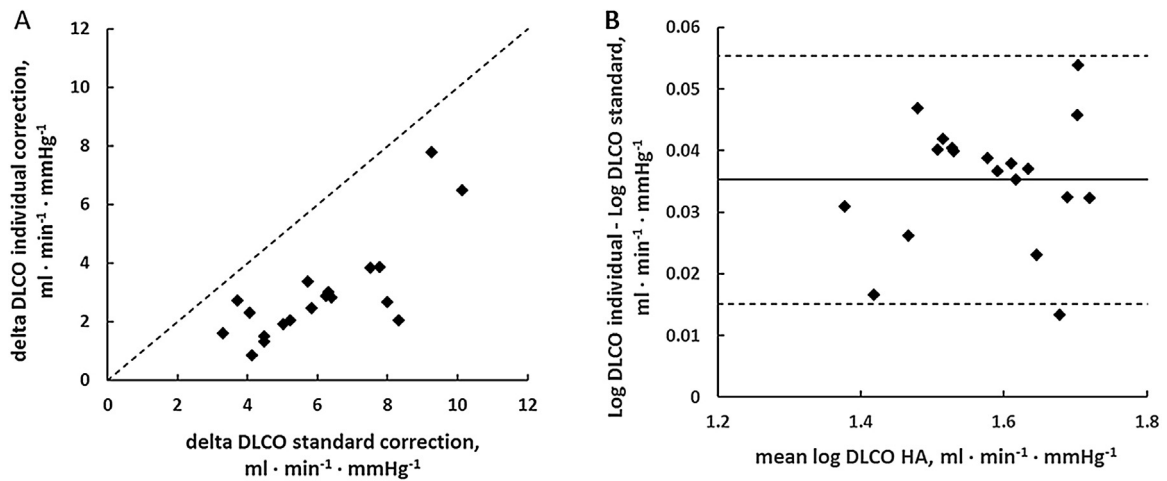 A
delta DLCO individual correction,
ml · min-1 · mmHg-1
12
10
8
6
4
2
0
0 2 4 6 8 10 12
delta DLCO standard correction,
ml · min-1 · mmHg-1
B
Log DLCO individual - Log DLCO standard,
ml · min-1 · mmHg-1
0.06
0.05
0.04
0.03
0.02
0.01
0
1.2 1.4 1.6 1.8
mean log DLCO HA, ml · min-1 · mmHg-1